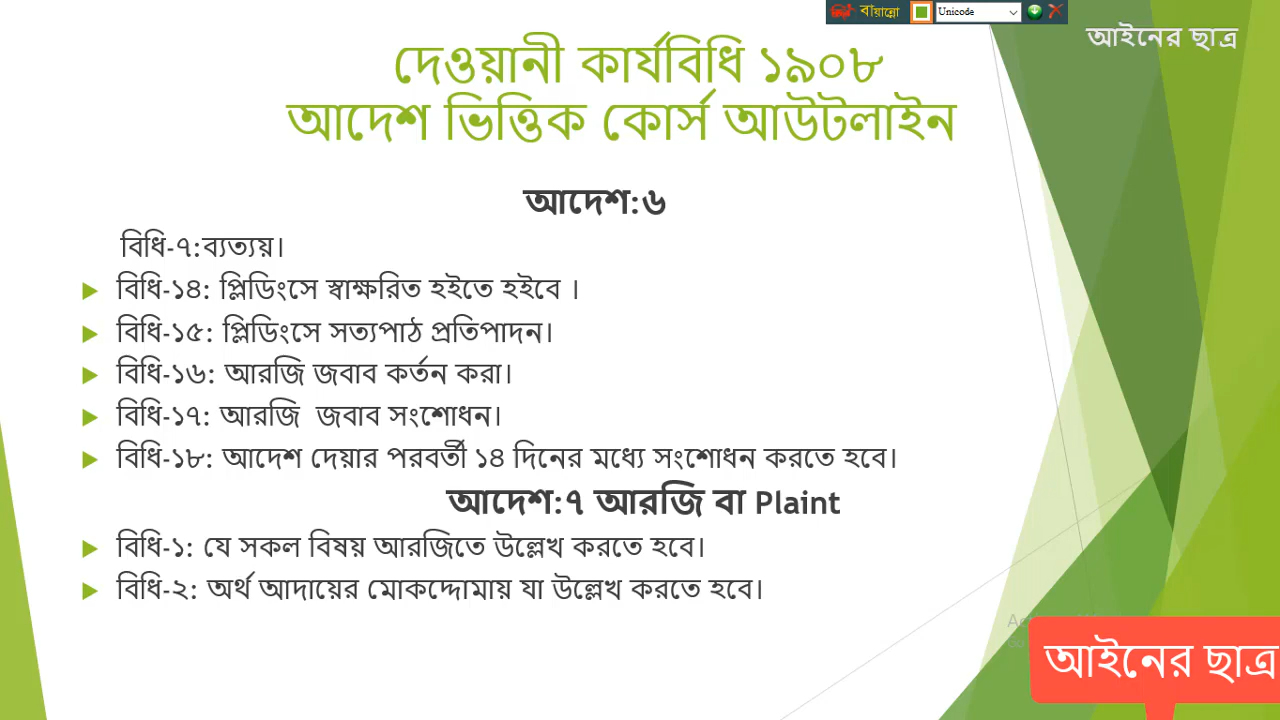 বাঁয়ান্নো
Unicode
আইনের ছাত্র
দেওয়ানী কার্যবিধি ১৯০৮
আদেশ ভিত্তিক কোর্স আউটলাইন
আদেশ:৬
বিধি-৭:ব্যত্যয়।
বিধি-১৪: প্লিডিংসে স্বাক্ষরিত হইতে হইবে ।
বিধি-১৫: প্লিডিংসে সত্যপাঠ প্রতিপাদন।
বিধি-১৬: আরজি জবাব কর্তন করা।
বিধি-১৭: আরজি জবাব সংশোধন।
বিধি-১৮: আদেশ দেয়ার পরবর্তী ১৪ দিনের মধ্যে সংশোধন করতে হবে।
আদেশ:৭ আরজি বা Plaint
বিধি-১: যে সকল বিষয় আরজিতে উল্লেখ করতে হবে।
বিধি-২: অর্থ আদায়ের মোকদ্দোমায় যা উল্লেখ করতে হবে।
আইনের ছাত্র